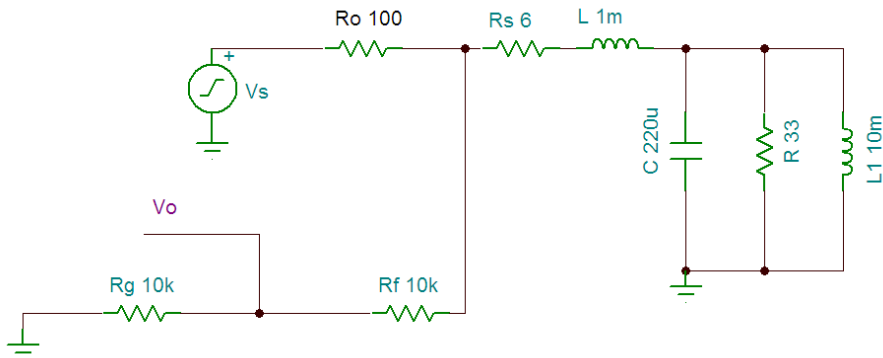 Ro 100
Rs 6
L 1m
+
Vs
C 220u
R 33
L1 10m
Vo
Rg 10k
Rf 10k